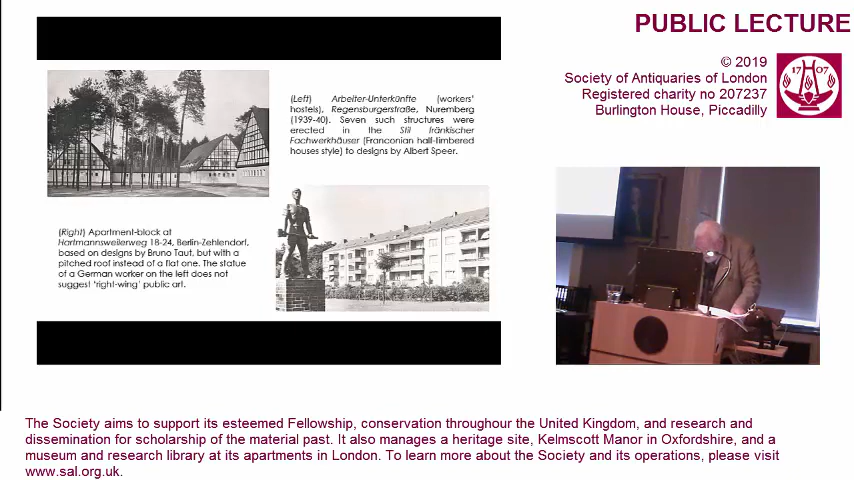 PUBLIC LECTURE
© 2019
Society of Antiquaries of London
Registered charity no 207237
Burlington House, Piccadilly
17 07
(Left) Arbeiter-Unterkünfte (workers'
hostels), Regensburgerstraße, Nuremberg
(1939-40). Seven such structures were
erected in the Stil fränkischer
Fachwerkhäuser (Franconian half-timbered
houses style) to designs by Albert Speer.
(Right) Apartment-block at
Hartmannsweilerweg 18-24, Berlin-Zehlendorf,
based on designs by Bruno Taut, but with a
pitched roof instead of a flat one. The statue
of a German worker on the left does not
suggest 'right-wing' public art.
The Society aims to support its esteemed Fellowship, conservation throughour the United Kingdom, and research and
dissemination for scholarship of the material past. It also manages a heritage site, Kelmscott Manor in Oxfordshire, and a
museum and research library at its apartments in London. To learn more about the Society and its operations, please visit
www.sal.org.uk.